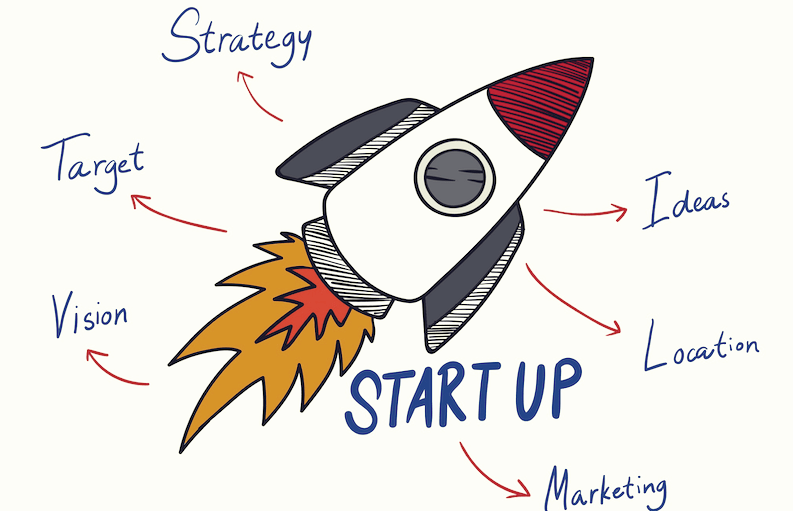 Strategy
Target
Ideas
Vision
Location
START UP
Marketing